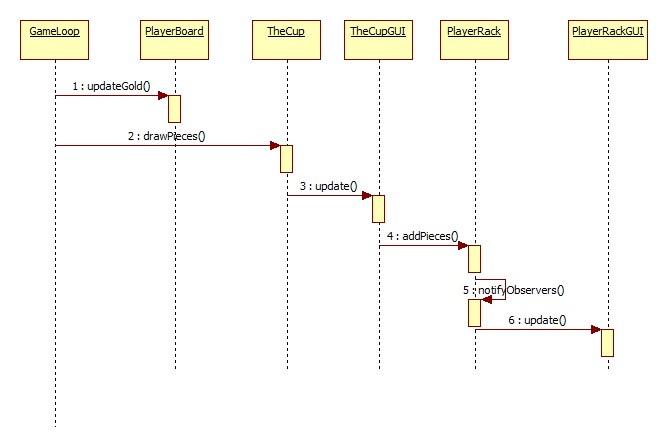 GameLoop
PlayerBoard
TheCup
TheCupGUI
PlayerRack
PlayerRackGUI
1 : updateGold()
2 : drawPieces()
3 : update()
4 : addPieces()
5 : notifyObservers()
6 : update()